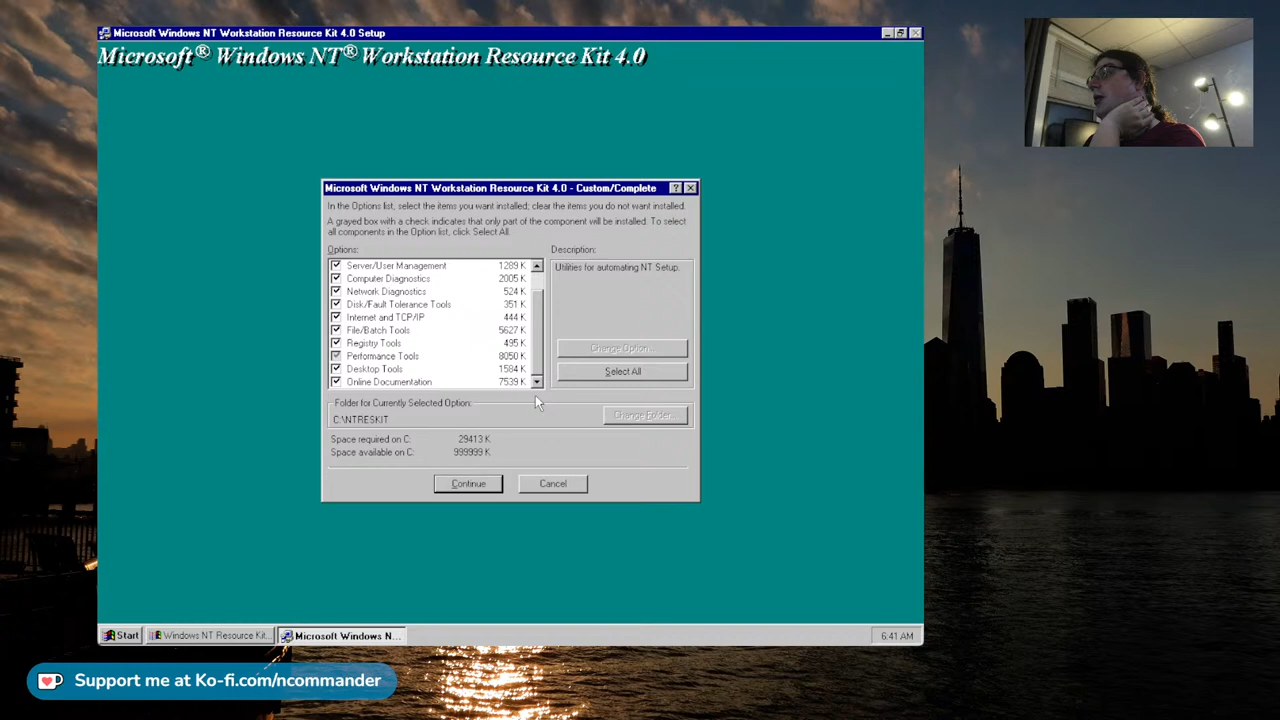 Microsoft Windows NT Workstation Resource Kit 4.0 Setup
Microsoft® Windows NT® Workstation Resource Kit 4.0
Microsoft Windows NT Workstation Resource Kit 4.0 - Custom/Complete
In the Options list, select the items you want installed; clear the items you do not want installed.
A grayed box with a check indicates that only part of the component will be installed. To select
all components in the Option list, click Select All.
Options:
Description:
Server/User Management 1289 K
Computer Diagnostics 2005 K
Network Diagnostics 524 K
Disk/Fault Tolerance Tools 351 K
Internet and TCP/IP 444 K
File/Batch Tools 5627 K
Registry Tools 495 K
Performance Tools 8050 K
Desktop Tools 1584 K
Online Documentation 7539 K
Utilities for automating NT Setup.
Change Option...
Select All
Folder for Currently Selected Option:
C:\NTRESKIT
Change Folder...
Space required on C: 29413 K
Space available on C: 999999 K
Continue
Cancel
Start
Windows NT Resource Kit...
Microsoft Windows N...
6:41 AM
Support me at Ko-fi.com/ncommander